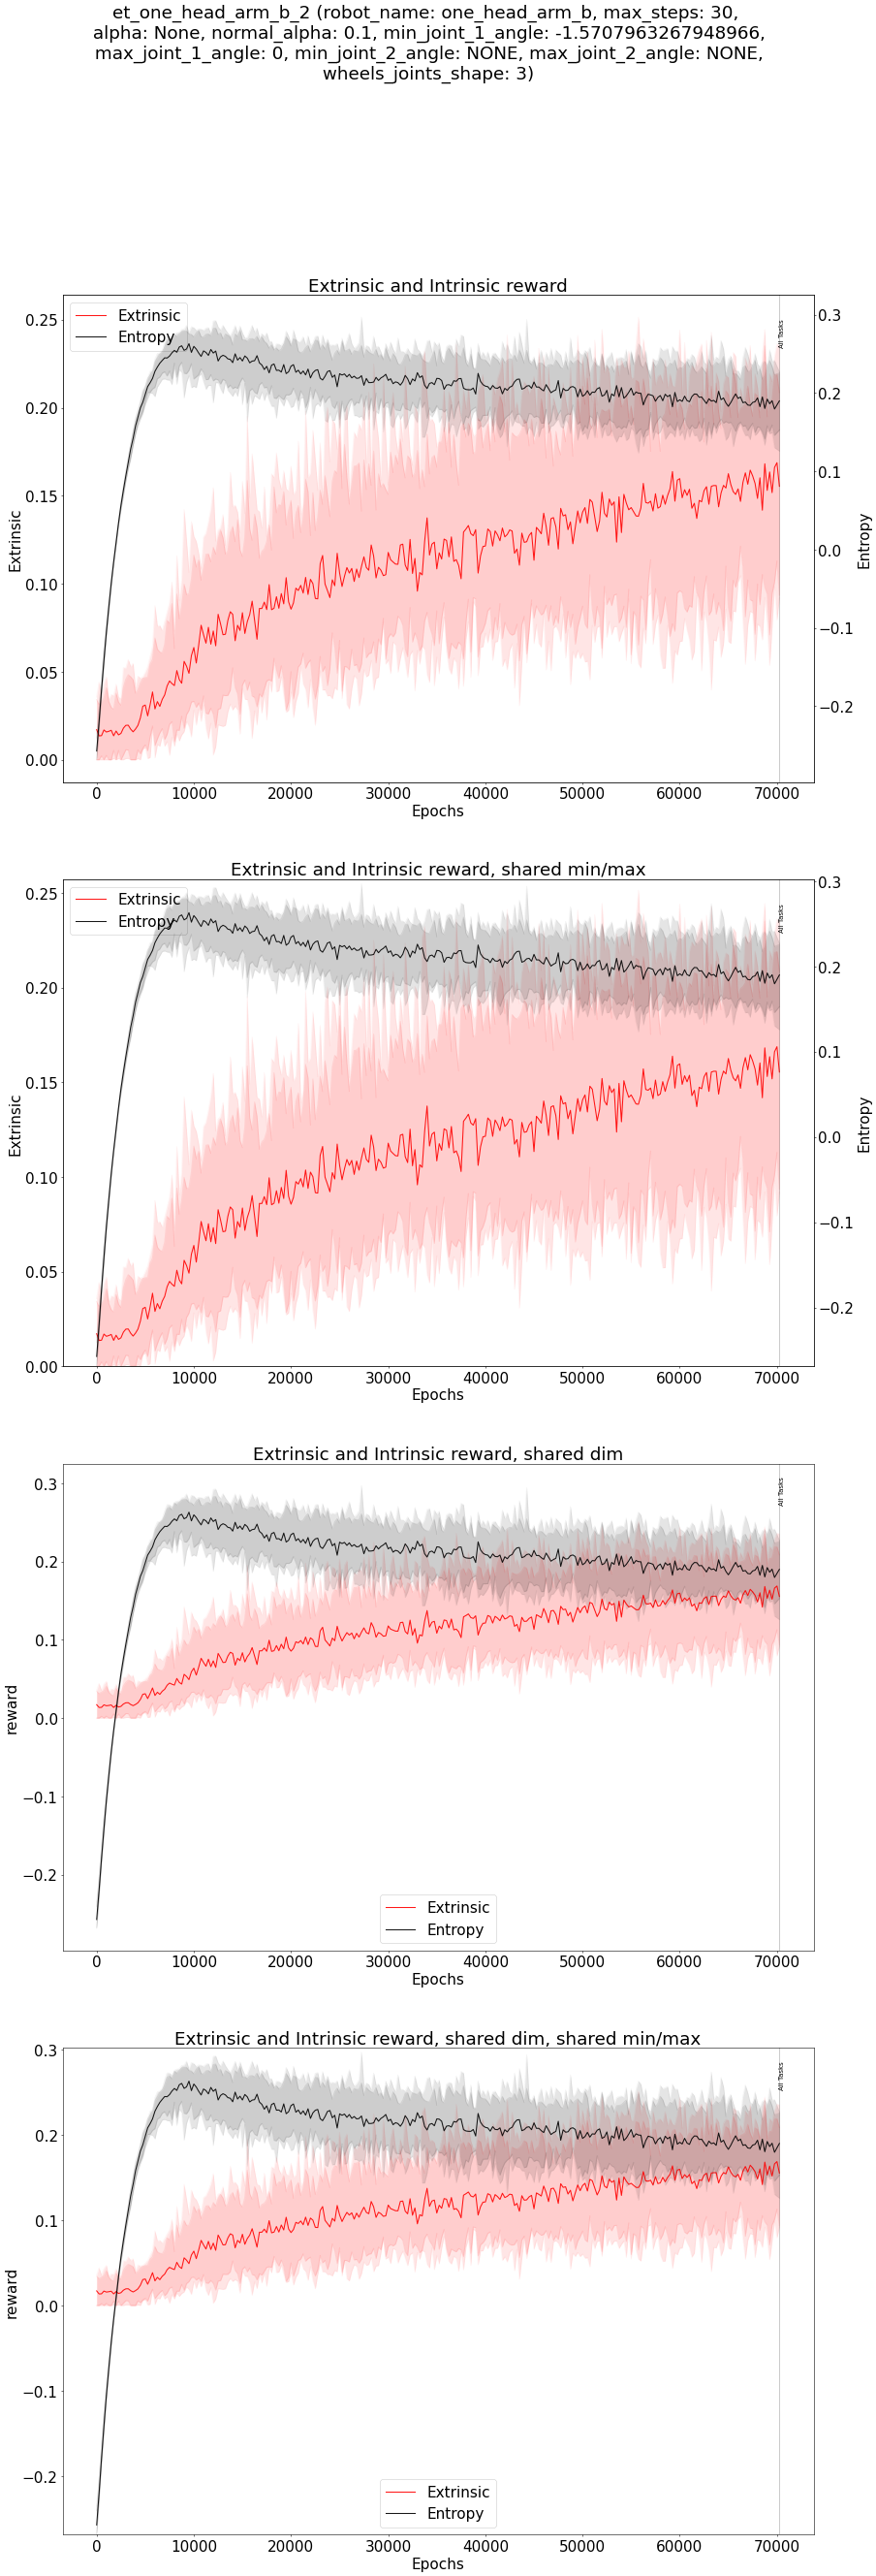 et_one_head_arm_b_2 (robot_name: one_head_arm_b, max_steps: 30,
alpha: None, normal_alpha: 0.1, min_joint_1_angle: -1.5707963267948966,
max_joint_1_angle: 0, min_joint_2_angle: NONE, max_joint_2_angle: NONE,
wheels_joints_shape: 3)
Extrinsic and Intrinsic reward
Extrinsic
Entropy
All Tasks
0.25
0.20
0.15
0.10
0.05
0.00
Extrinsic
0.3
0.2
0.1
0.0
−0.1
−0.2
Entropy
0 10000 20000 30000 40000 50000 60000 70000
Epochs
Extrinsic and Intrinsic reward, shared min/max
Extrinsic
Entropy
All Tasks
0.25
0.20
0.15
0.10
0.05
0.00
Extrinsic
0.3
0.2
0.1
0.0
−0.1
−0.2
Entropy
0 10000 20000 30000 40000 50000 60000 70000
Epochs
Extrinsic and Intrinsic reward, shared dim
All Tasks
0.3
0.2
0.1
0.0
−0.1
−0.2
reward
Extrinsic
Entropy
0 10000 20000 30000 40000 50000 60000 70000
Epochs
Extrinsic and Intrinsic reward, shared dim, shared min/max
All Tasks
0.3
0.2
0.1
0.0
−0.1
−0.2
reward
Extrinsic
Entropy
0 10000 20000 30000 40000 50000 60000 70000
Epochs